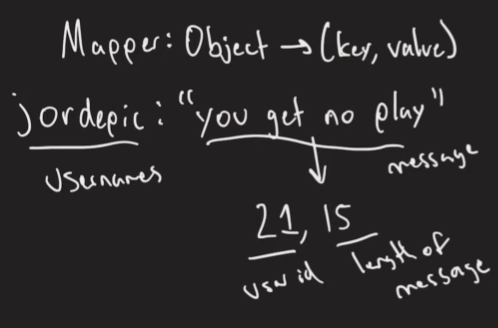 Mapper: Object → (key, value)
jordepic: "you get no play"
usernames
message
21, 15
user id
length of
message